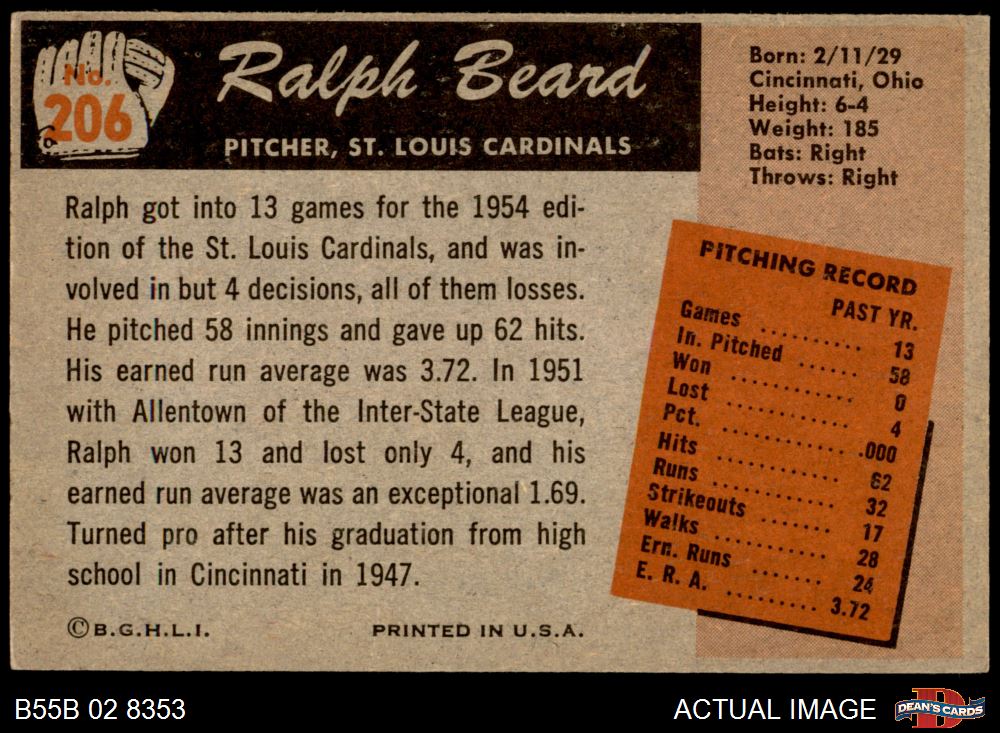 No.
206
Ralph Beard
PITCHER, ST. LOUIS CARDINALS
Born: 2/11/29
Cincinnati, Ohio
Height: 6-4
Weight: 185
Bats: Right
Throws: Right
Ralph got into 13 games for the 1954 edi-
tion of the St. Louis Cardinals, and was in-
volved in but 4 decisions, all of them losses.
He pitched 58 innings and gave up 62 hits.
His earned run average was 3.72. In 1951
with Allentown of the Inter-State League,
Ralph won 13 and lost only 4, and his
earned run average was an exceptional 1.69.
Turned pro after his graduation from high
school in Cincinnati in 1947.
PITCHING RECORD
PAST YR.
Games .......... 13
In. Pitched ...... 58
Won ............ 0
Lost ............ 4
Pct. ............ .000
Hits ............ 62
Runs ............ 32
Strikeouts ....... 17
Walks .......... 28
Ern. Runs ....... 24
E. R. A. ......... 3.72
© B.G.H.L.I.
PRINTED IN U.S.A.
B55B 02 8353
ACTUAL IMAGE
D
DEAN'S CARDS